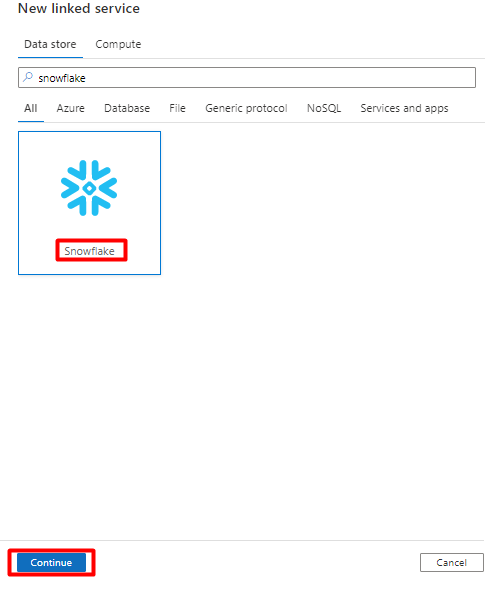 New linked service
Data store Compute
snowflake
All Azure Database File Generic protocol NoSQL Services and apps
Snowflake
Continue Cancel